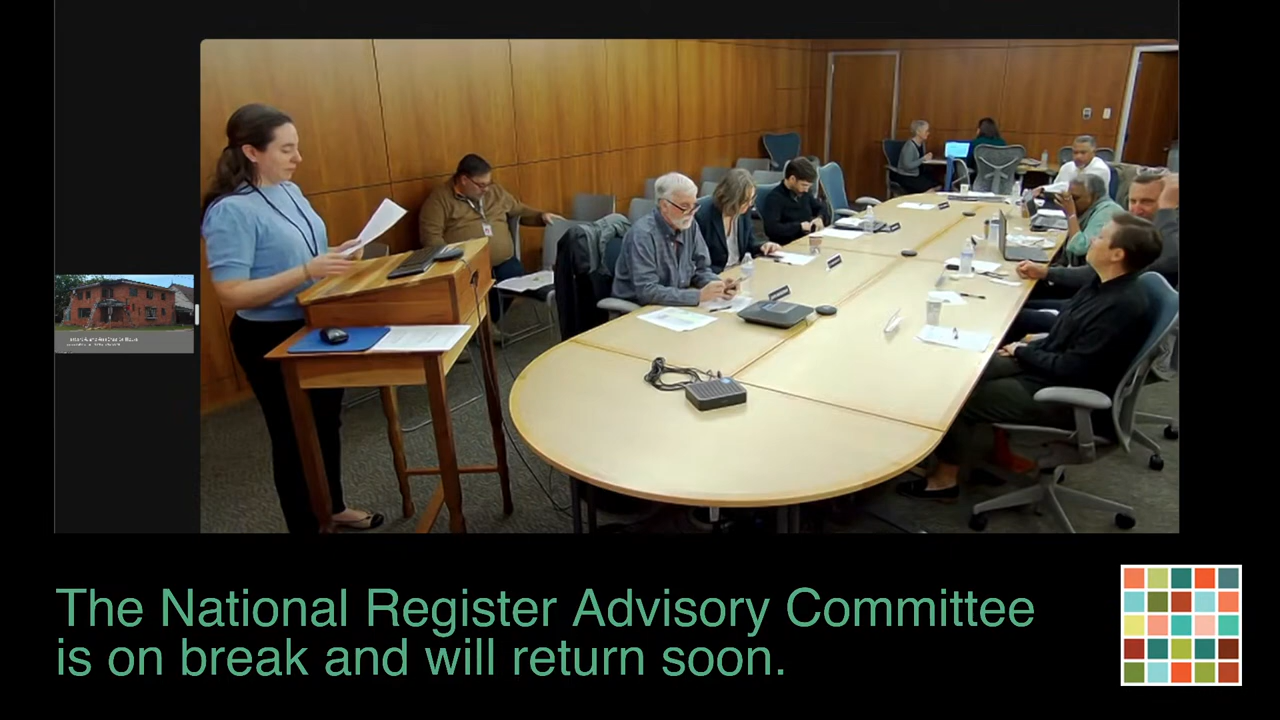 The National Register Advisory Committee
is on break and will return soon.